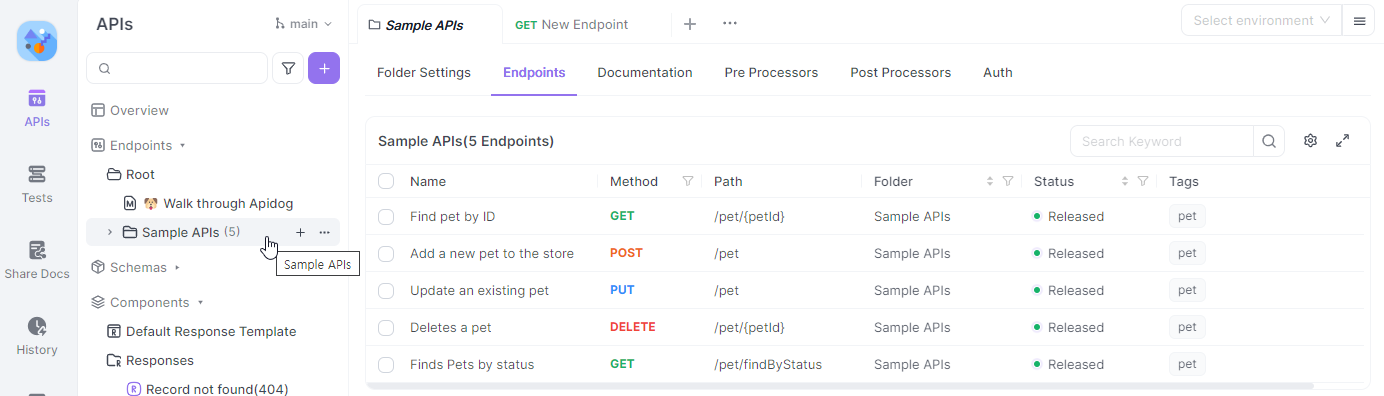 APIs
main
APIs
Tests
Share Docs
History
Overview
Endpoints
Root
Walk through Apidog
Sample APIs (5)
Sample APIs
Schemas
Components
Default Response Template
Responses
Record not found(404)
Sample APIs
GET New Endpoint
Select environment
Folder Settings Endpoints Documentation Pre Processors Post Processors Auth
Sample APIs(5 Endpoints)
Search Keyword
Name Method Path Folder Status Tags
Find pet by ID GET /pet/{petId} Sample APIs Released pet
Add a new pet to the store POST /pet Sample APIs Released pet
Update an existing pet PUT /pet Sample APIs Released pet
Deletes a pet DELETE /pet/{petId} Sample APIs Released pet
Finds Pets by status GET /pet/findByStatus Sample APIs Released pet